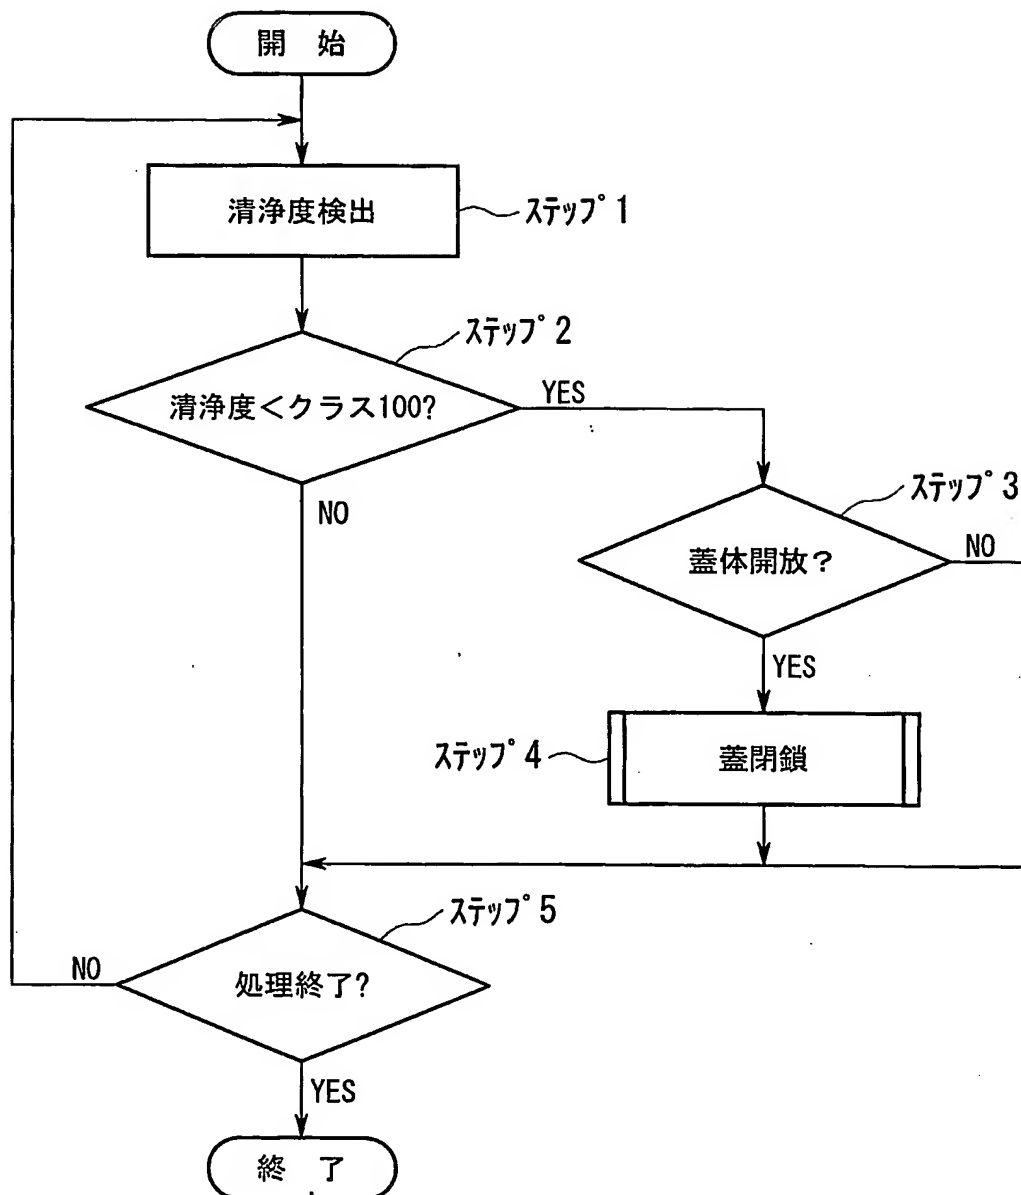 開 始
清浄度検出
ステップ1
ステップ2
清浄度<クラス100?
YES
NO
ステップ3
蓋体開放?
NO
YES
ステップ4
蓋閉鎖
ステップ5
処理終了?
NO
YES
終 了